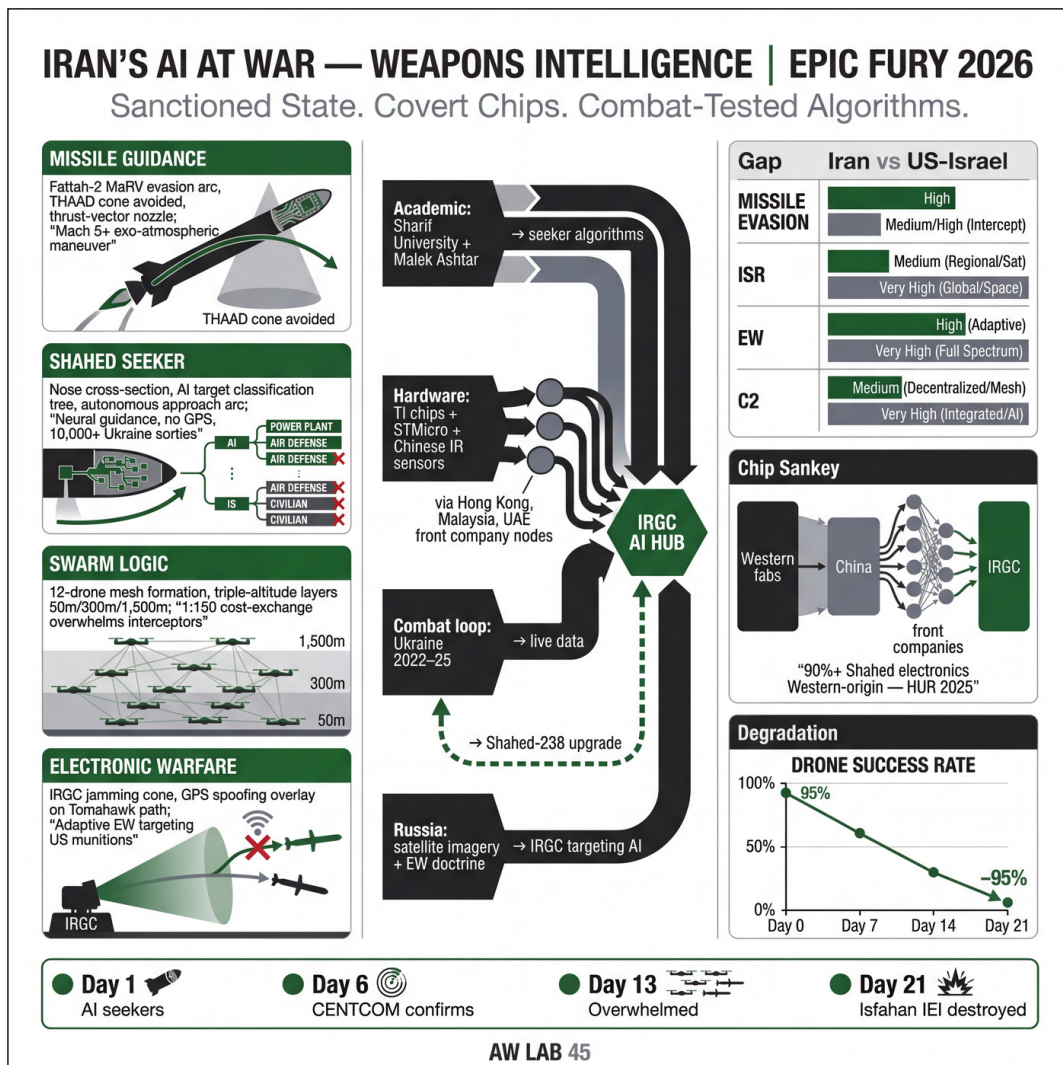 IRAN'S AI AT WAR — WEAPONS INTELLIGENCE | EPIC FURY 2026
Sanctioned State. Covert Chips. Combat-Tested Algorithms.
MISSILE GUIDANCE
Fattah-2 MaRV evasion arc,
THAAD cone avoided,
thrust-vector nozzle;
"Mach 5+ exo-atmospheric
maneuver"
THAAD cone avoided
SHAHED SEEKER
Nose cross-section, AI target classification
tree, autonomous approach arc;
"Neural guidance, no GPS,
10,000+ Ukraine sorties"
AI
POWER PLANT
AIR DEFENSE
AIR DEFENSE
IS
AIR DEFENSE
CIVILIAN
CIVILIAN
SWARM LOGIC
12-drone mesh formation, triple-altitude layers
50m/300m/1,500m; "1:150 cost-exchange
overwhelms interceptors"
1,500m
300m
50m
ELECTRONIC WARFARE
IRGC jamming cone, GPS spoofing overlay
on Tomahawk path;
"Adaptive EW targeting
US munitions"
IRGC
Academic:
Sharif
University +
Malek Ashtar
→ seeker algorithms
Hardware:
TI chips +
STMicro +
Chinese IR
sensors
via Hong Kong,
Malaysia, UAE
front company nodes
IRGC
AI HUB
Combat loop:
Ukraine
2022–25
→ live data
→ Shahed-238 upgrade
Russia:
satellite imagery
+ EW doctrine
→ IRGC targeting AI
Gap Iran vs US-Israel
MISSILE
EVASION
High
Medium/High (Intercept)
ISR
Medium (Regional/Sat)
Very High (Global/Space)
EW
High (Adaptive)
Very High (Full Spectrum)
C2
Medium (Decentralized/Mesh)
Very High (Integrated/AI)
Chip Sankey
Western
fabs
China
IRGC
front
companies
"90%+ Shahed electronics
Western-origin — HUR 2025"
Degradation
DRONE SUCCESS RATE
100%
95%
50%
–95%
0%
Day 0 Day 7 Day 14 Day 21
Day 1
AI seekers
Day 6
CENTCOM confirms
Day 13
Overwhelmed
Day 21
Isfahan IEI destroyed
AW LAB 45